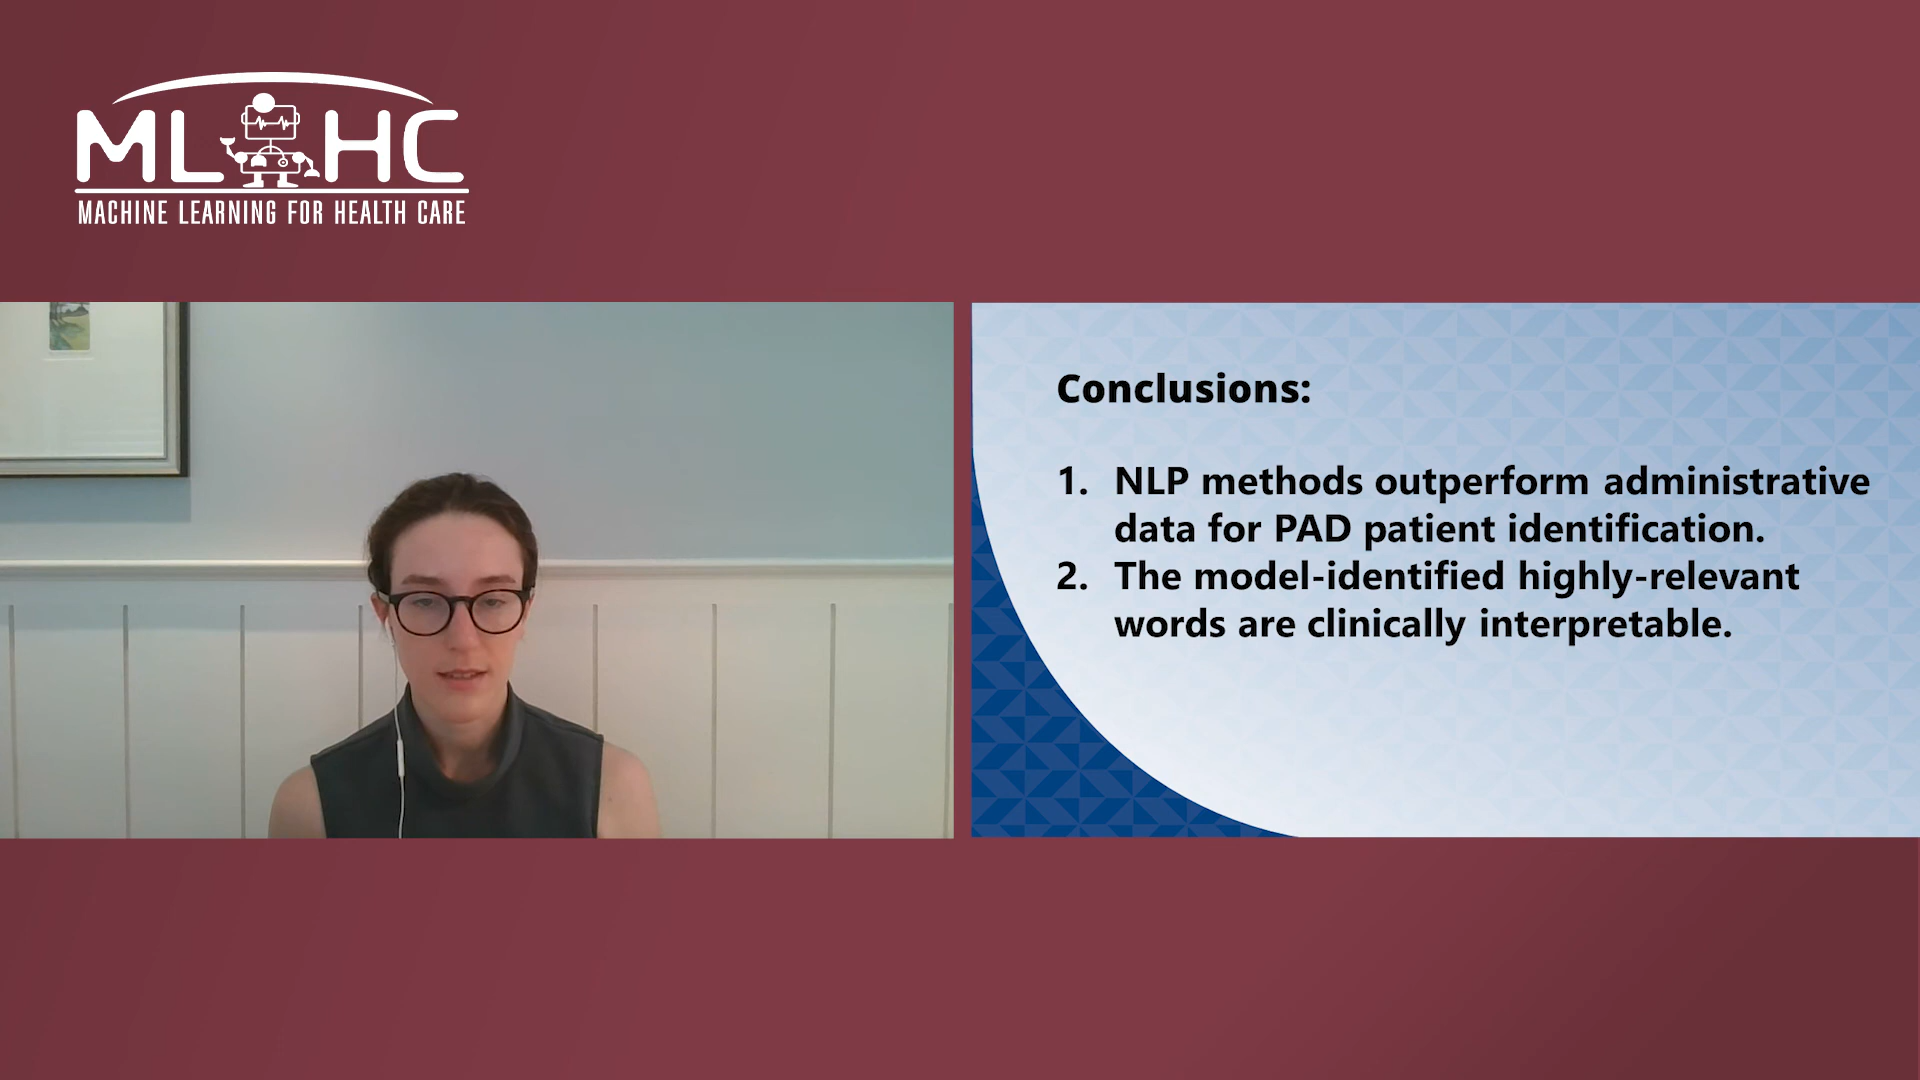 ML HC
MACHINE LEARNING FOR HEALTH CARE
Conclusions:
1. NLP methods outperform administrative
data for PAD patient identification.
2. The model-identified highly-relevant
words are clinically interpretable.